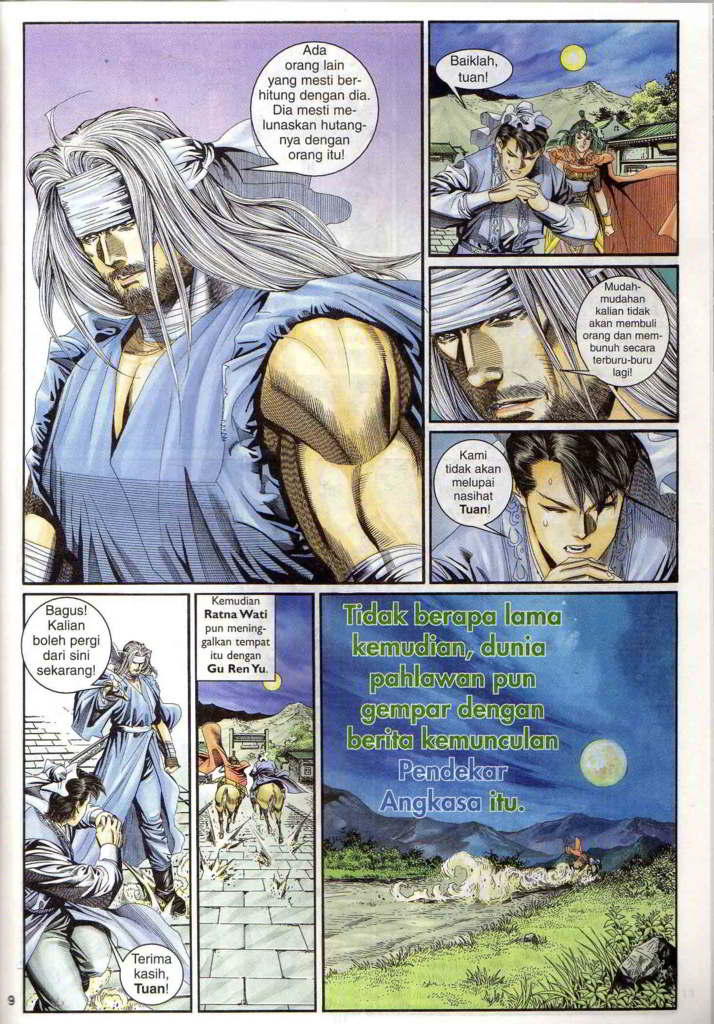 Ada
orang lain
yang mesti ber-
hitung dengan dia.
Dia mesti me-
lunaskan hutang-
nya dengan
orang itu!
Baiklah,
tuan!
Mudah-
mudahan
kalian tidak
akan membuli
orang dan mem-
bunuh secara
terburu-buru
lagi!
Kami
tidak akan
melupai
nasihat
Tuan!
Bagus!
Kalian
boleh pergi
dari sini
sekarang!
Terima
kasih,
Tuan!
Kemudian
Ratna Wati
pun mening-
galkan tempat
itu dengan
Gu Ren Yu.
Tidak berapa lama
kemudian, dunia
pahlawan pun
gempar dengan
berita kemunculan
Pendekar
Angkasa itu.
9